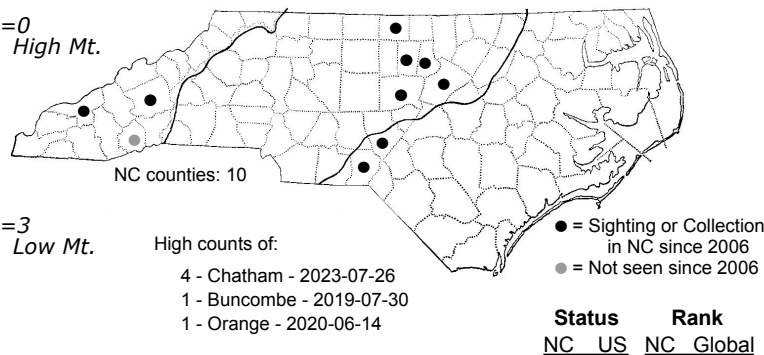 =0
High Mt.
NC counties: 10
=3
Low Mt.
High counts of:
4 - Chatham - 2023-07-26
1 - Buncombe - 2019-07-30
1 - Orange - 2020-06-14
= Sighting or Collection
in NC since 2006
= Not seen since 2006
Status Rank
NC US NC Global